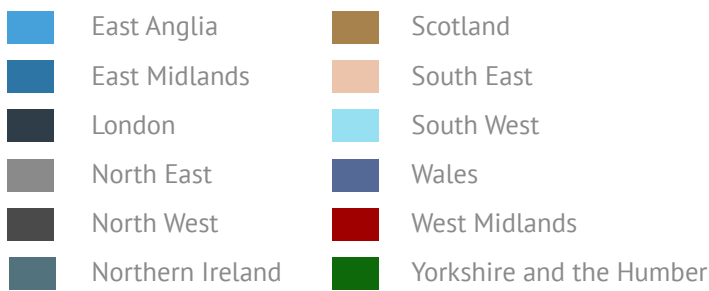 East Anglia
East Midlands
London
North East
North West
Northern Ireland
Scotland
South East
South West
Wales
West Midlands
Yorkshire and the Humber